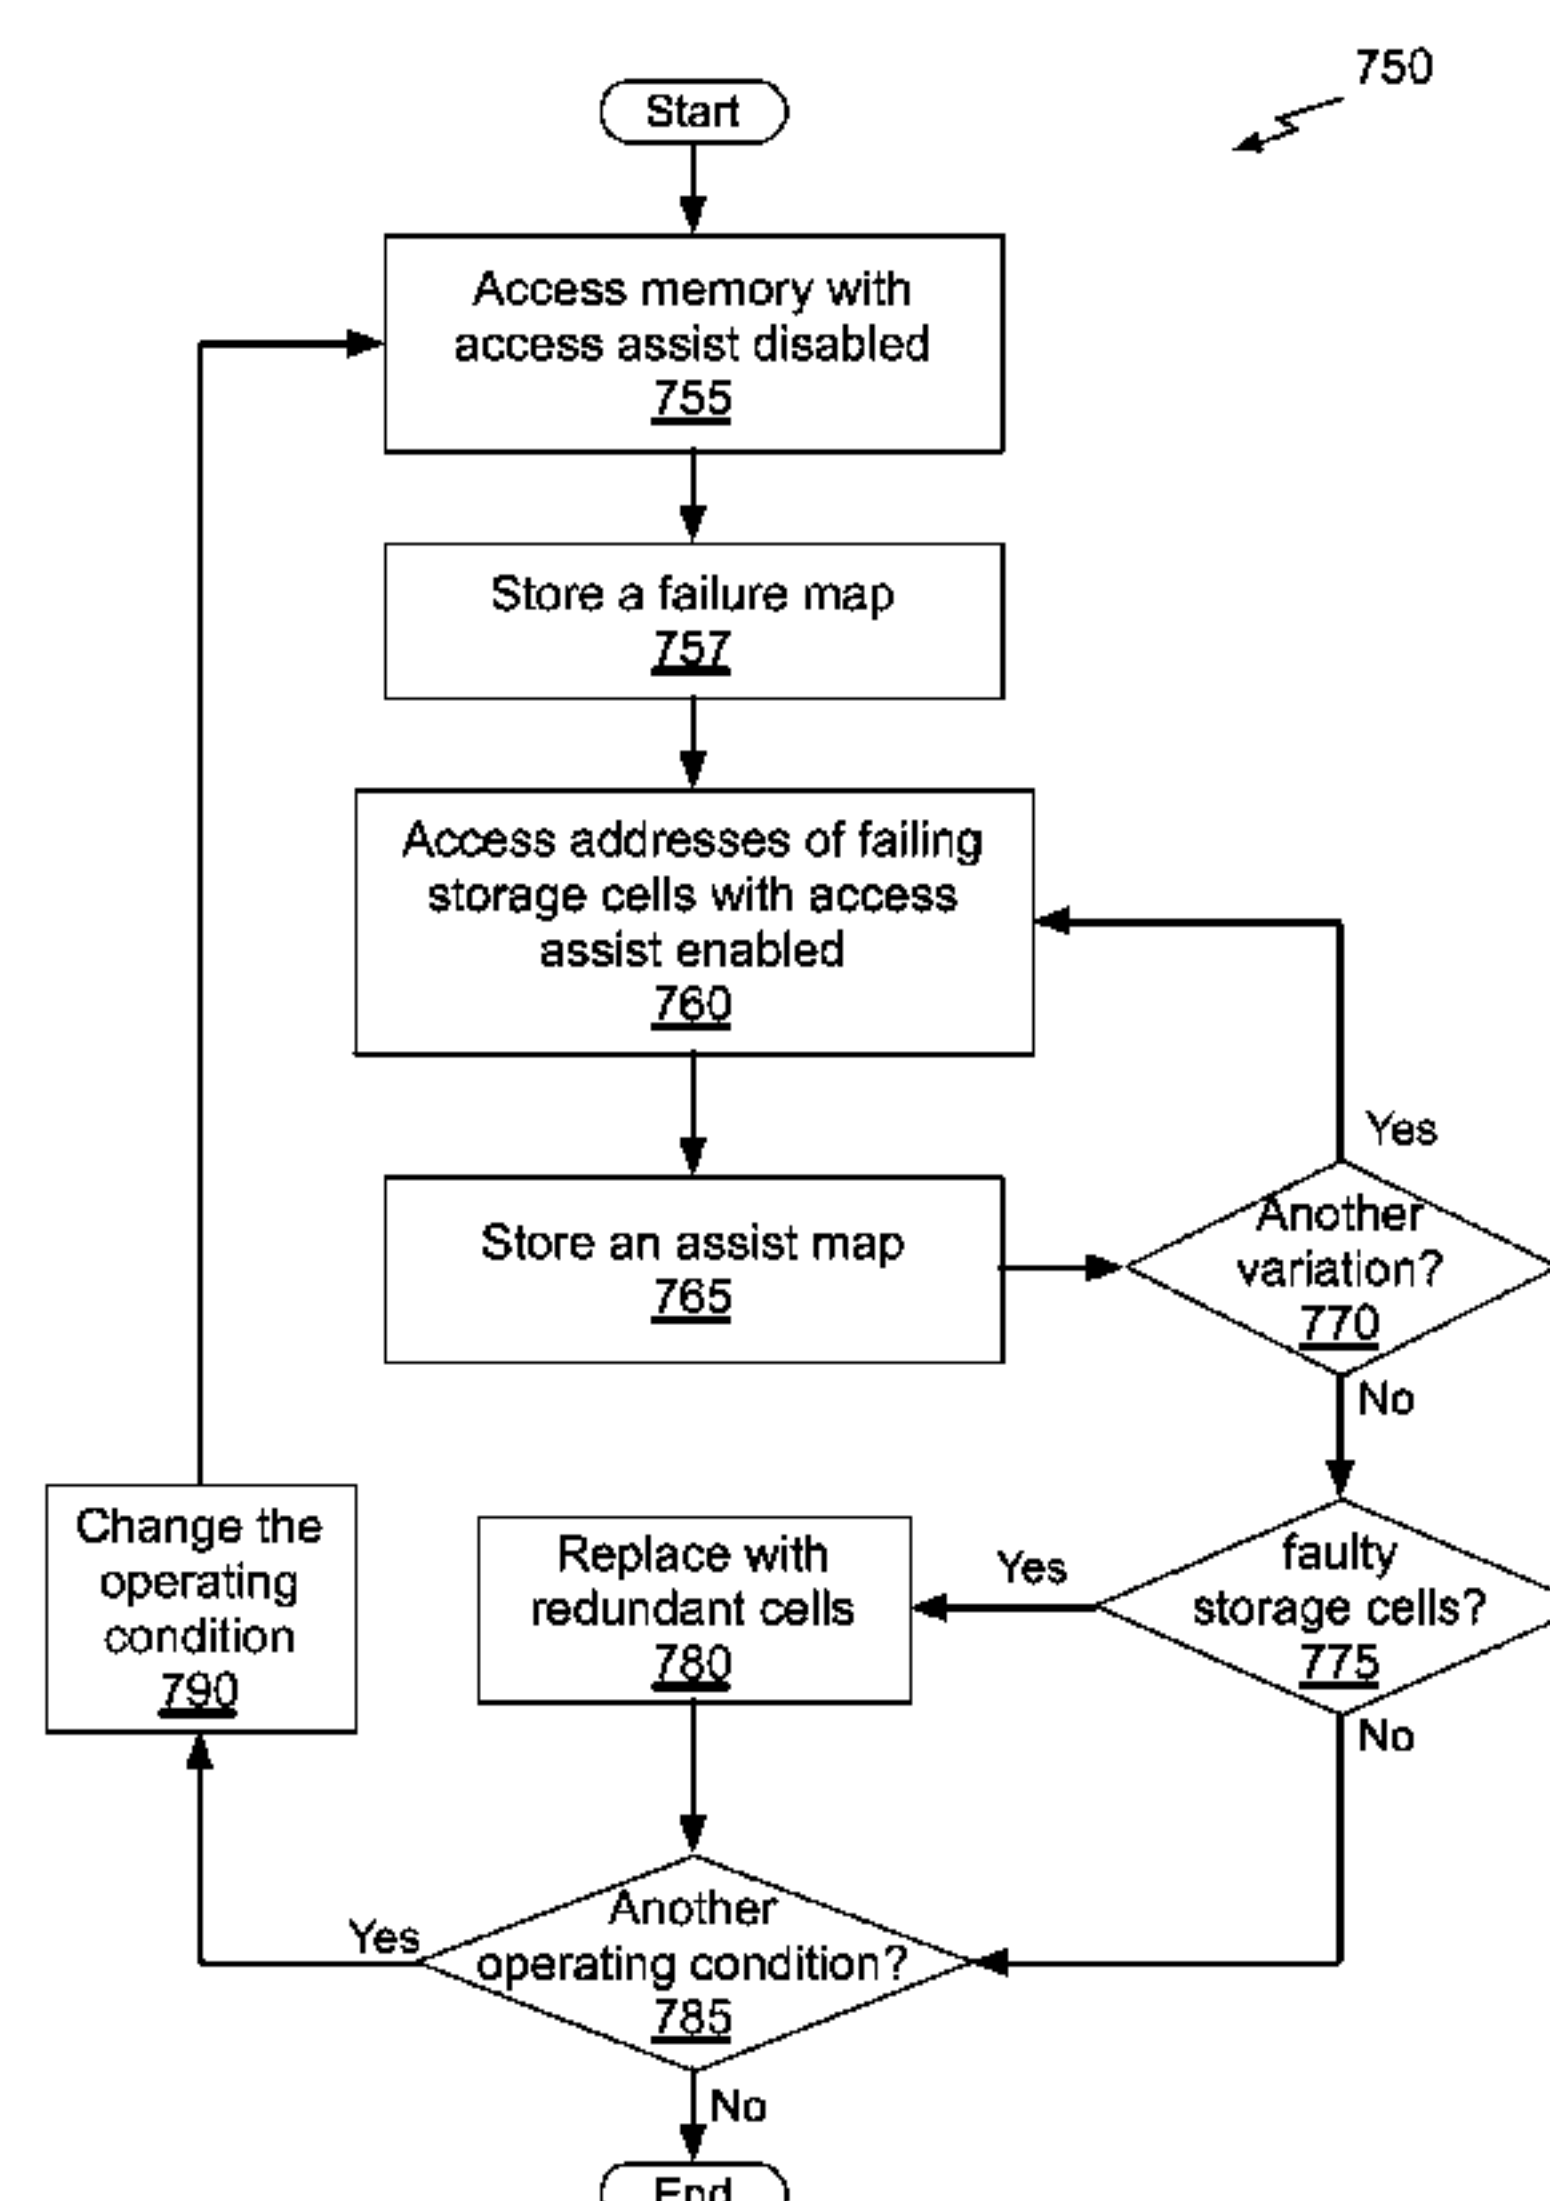 750
Start
Access memory with
access assist disabled
755
Store a failure map
757
Access addresses of failing
storage cells with access
assist enabled
760
Yes
Store an assist map
765
Another
variation?
770
No
Change the
operating
condition
790
Replace with
redundant cells
780
Yes
faulty
storage cells?
775
No
Yes
Another
operating condition?
785
No
End